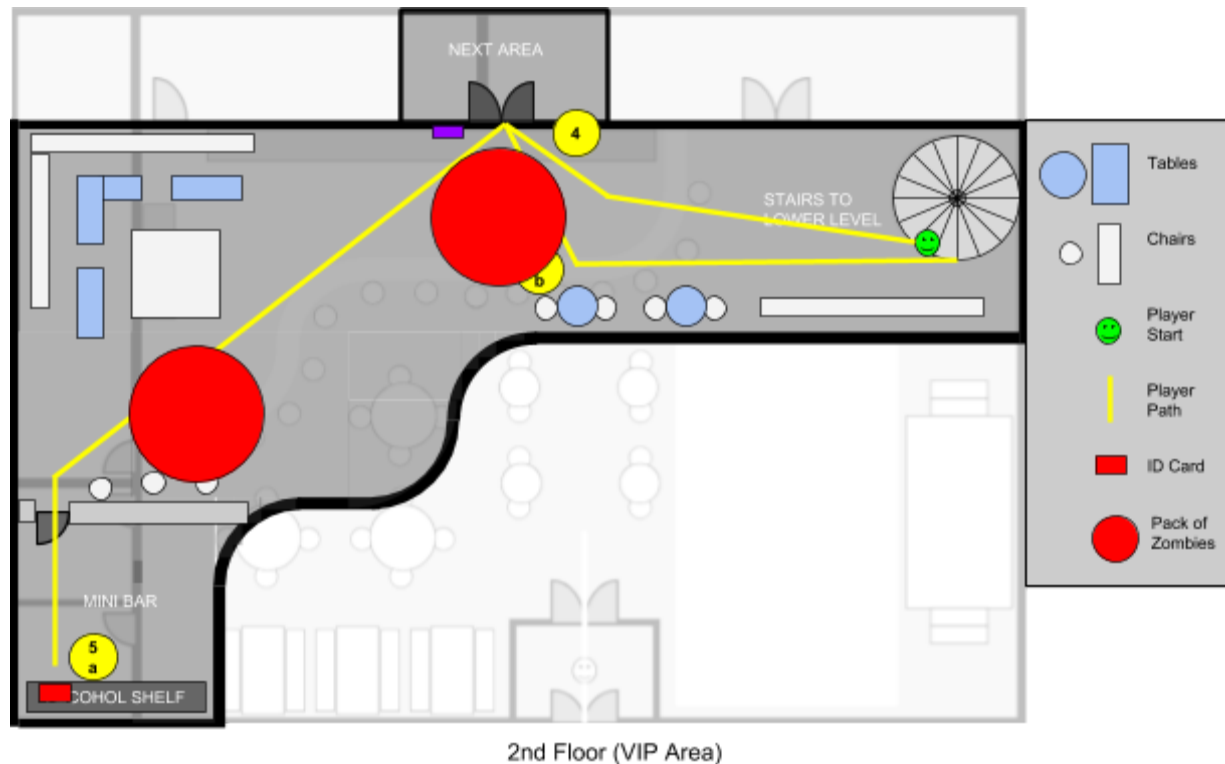 NEXT AREA
4
STAIRS TO
LOWER LEVEL
b
MINI BAR
5
a
COHOL SHELF
Tables
Chairs
Player
Start
Player
Path
ID Card
Pack of
Zombies
2nd Floor (VIP Area)